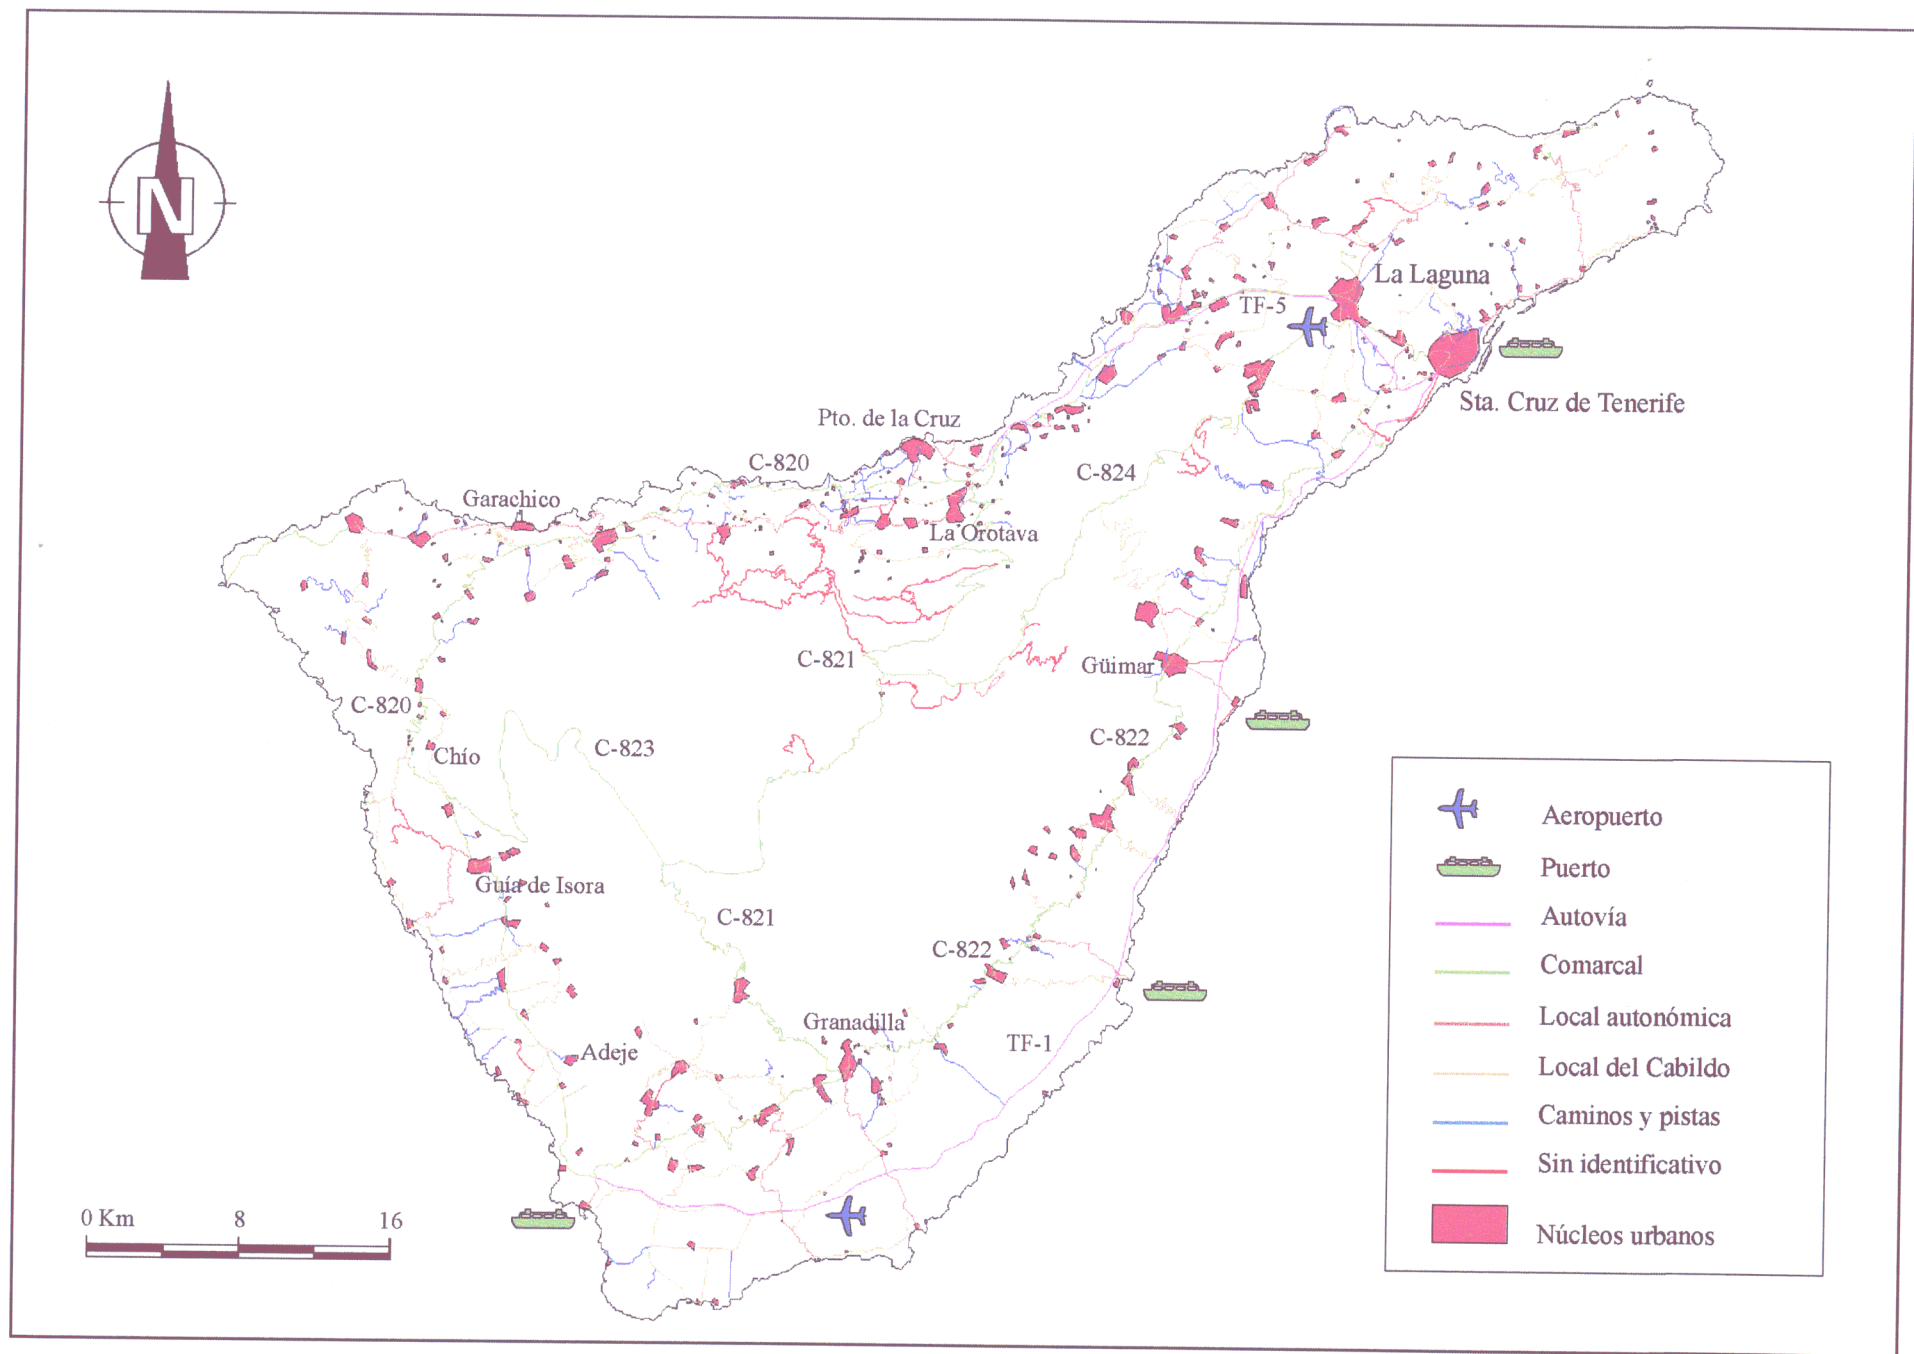 N
La Laguna
TF-5
Sta. Cruz de Tenerife
Pto. de la Cruz
C-820
C-824
Garachico
La Orotava
C-821
Güimar
C-820
C-822
C-823
Chío
Guía de Isora
C-821
C-822
Granadilla
TF-1
Adeje
0 Km 8 16
Aeropuerto
Puerto
Autovía
Comarcal
Local autonómica
Local del Cabildo
Caminos y pistas
Sin identificativo
Núcleos urbanos